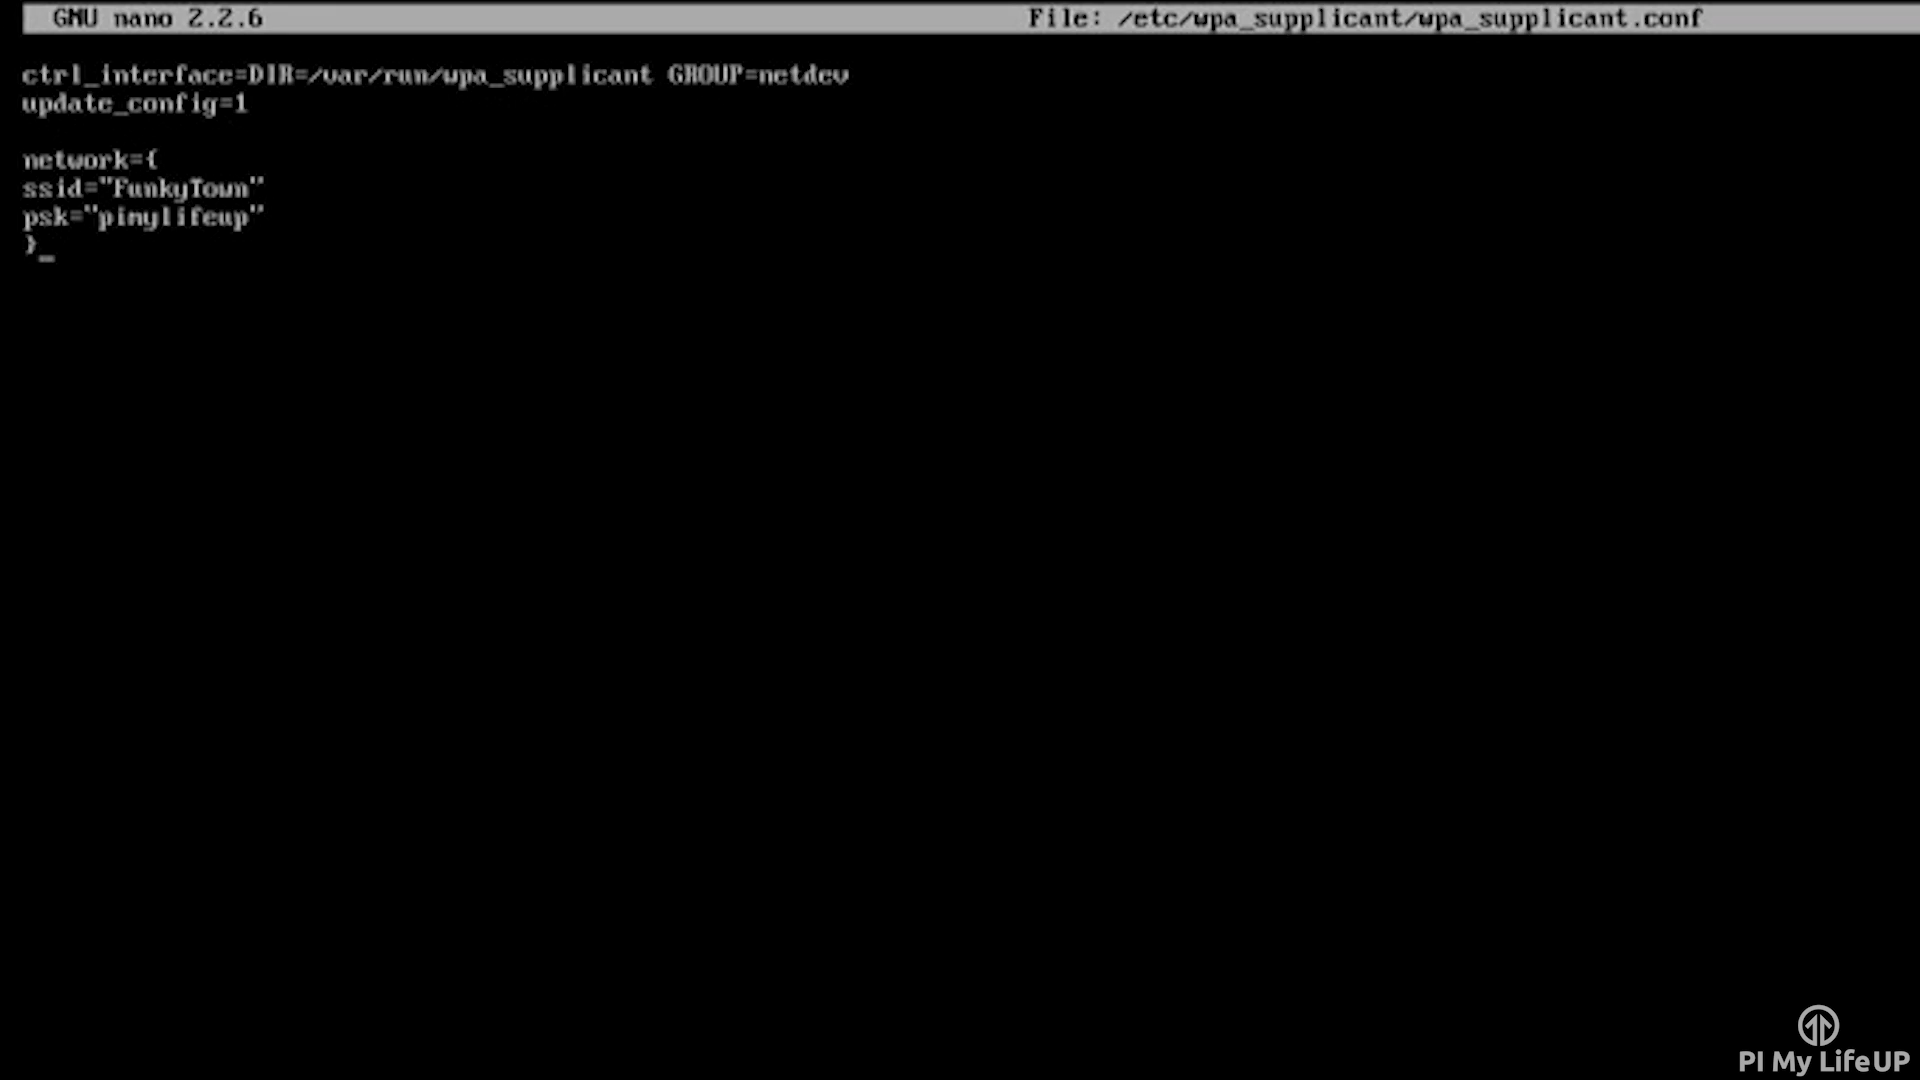 GNU nano 2.2.6 File: /etc/wpa_supplicant/wpa_supplicant.conf
ctrl_interface=DIR=/var/run/wpa_supplicant GROUP=netdev
update_config=1
network={
ssid="FunkyTown"
psk="pimylifeup"
}_
PI My LifeUP